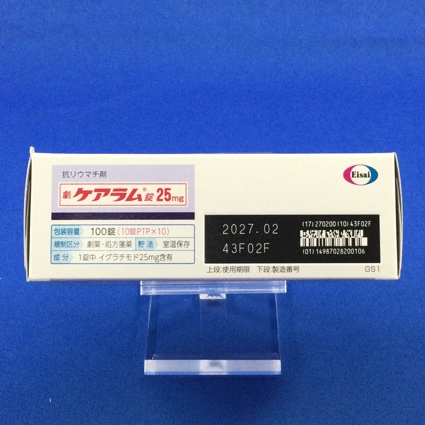 抗リウマチ剤
Eisai
劇 ケアラム®錠 25mg
包装容量 100錠 (10錠PTP×10)
規制区分 劇薬・処方箋薬 貯法 室温保存
成分 1錠中 イグラチモド25mg含有
2027.02
43F02F
(17)270200(10)43F02F
(01)14987028200106
上段:使用期限 下段:製造番号
GS1